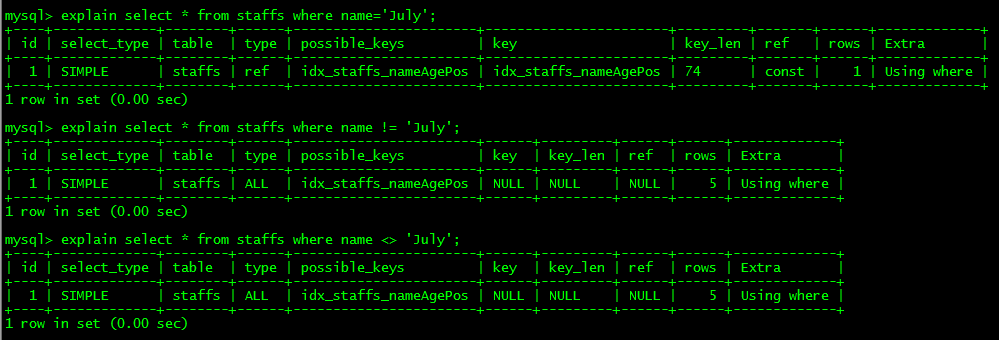 mysql> explain select * from staffs where name='July';
+----+-------------+--------+------+-----------------------+-----------------------+---------+-------+------+-------------+
| id | select_type | table  | type | possible_keys         | key                   | key_len | ref   | rows | Extra       |
+----+-------------+--------+------+-----------------------+-----------------------+---------+-------+------+-------------+
|  1 | SIMPLE      | staffs | ref  | idx_staffs_nameAgePos | idx_staffs_nameAgePos | 74      | const |    1 | Using where |
+----+-------------+--------+------+-----------------------+-----------------------+---------+-------+------+-------------+
1 row in set (0.00 sec)
mysql> explain select * from staffs where name != 'July';
+----+-------------+--------+------+-----------------------+------+---------+------+------+-------------+
| id | select_type | table  | type | possible_keys         | key  | key_len | ref  | rows | Extra       |
+----+-------------+--------+------+-----------------------+------+---------+------+------+-------------+
|  1 | SIMPLE      | staffs | ALL  | idx_staffs_nameAgePos | NULL | NULL    | NULL |    5 | Using where |
+----+-------------+--------+------+-----------------------+------+---------+------+------+-------------+
1 row in set (0.00 sec)
mysql> explain select * from staffs where name <> 'July';
+----+-------------+--------+------+-----------------------+------+---------+------+------+-------------+
| id | select_type | table  | type | possible_keys         | key  | key_len | ref  | rows | Extra       |
+----+-------------+--------+------+-----------------------+------+---------+------+------+-------------+
|  1 | SIMPLE      | staffs | ALL  | idx_staffs_nameAgePos | NULL | NULL    | NULL |    5 | Using where |
+----+-------------+--------+------+-----------------------+------+---------+------+------+-------------+
1 row in set (0.00 sec)